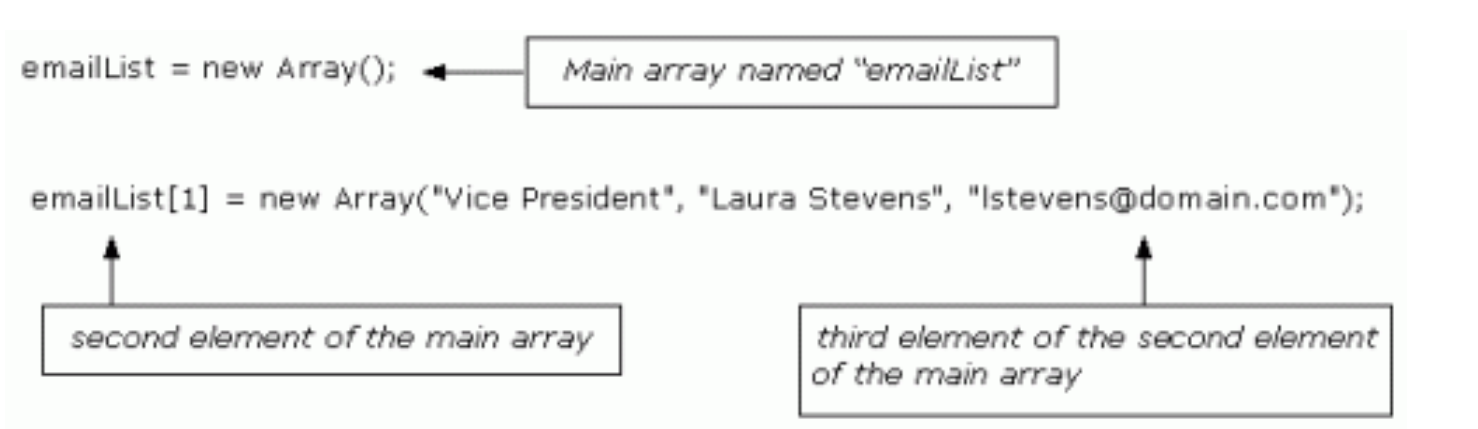 emailList = new Array();
Main array named “emailList”
emailList[1] = new Array("Vice President", "Laura Stevens", "lstevens@domain.com");
second element of the main array
third element of the second element
of the main array